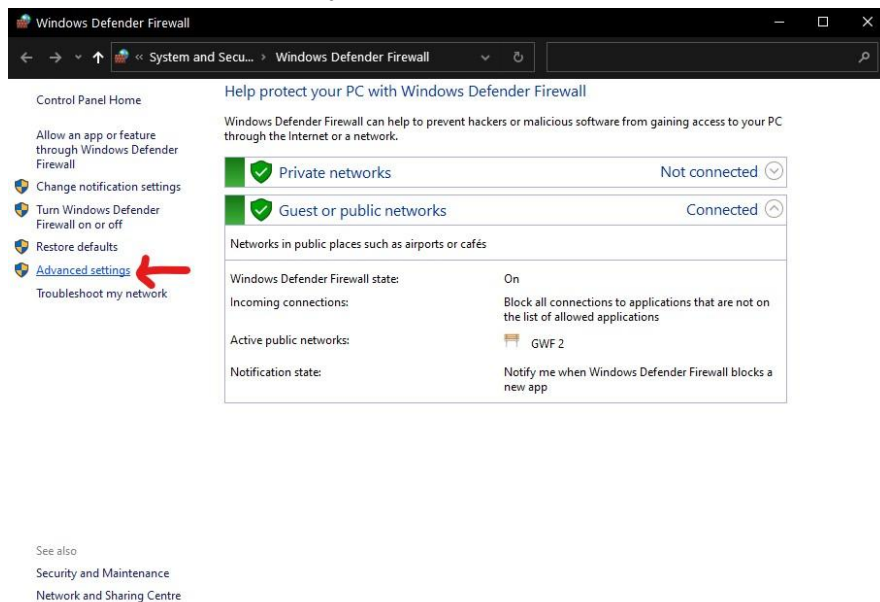 Windows Defender Firewall
« System and Secu... › Windows Defender Firewall
Control Panel Home
Allow an app or feature
through Windows Defender
Firewall
Change notification settings
Turn Windows Defender
Firewall on or off
Restore defaults
Advanced settings
Troubleshoot my network
Help protect your PC with Windows Defender Firewall
Windows Defender Firewall can help to prevent hackers or malicious software from gaining access to your PC
through the Internet or a network.
Private networks Not connected
Guest or public networks Connected
Networks in public places such as airports or cafés
Windows Defender Firewall state: On
Incoming connections: Block all connections to applications that are not on
the list of allowed applications
Active public networks: GWF 2
Notification state: Notify me when Windows Defender Firewall blocks a
new app
See also
Security and Maintenance
Network and Sharing Centre